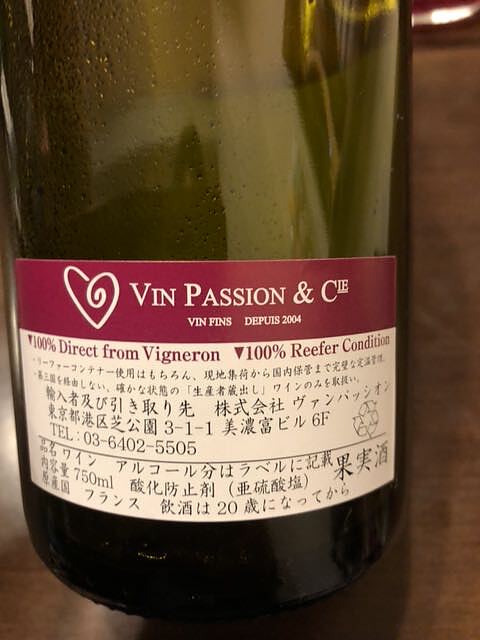 VIN PASSION & CIE
VIN FINS DEPUIS 2004
▼100% Direct from Vigneron ▼100% Reefer Condition
・リーファーコンテナー使用はもちろん、現地集荷から国内保管まで完璧な定温管理。
・第三国を経由しない、確かな状態の「生産者蔵出し」ワインのみを取扱い。
輸入者及び引き取り先 株式会社 ヴァンパッシオン
東京都港区芝公園 3-1-1 美濃富ビル 6F
TEL : 03-6402-5505
品名 ワイン アルコール分はラベルに記載 果実酒
内容量 750ml 酸化防止剤（亜硫酸塩）
原産国 フランス 飲酒は 20 歳になってから